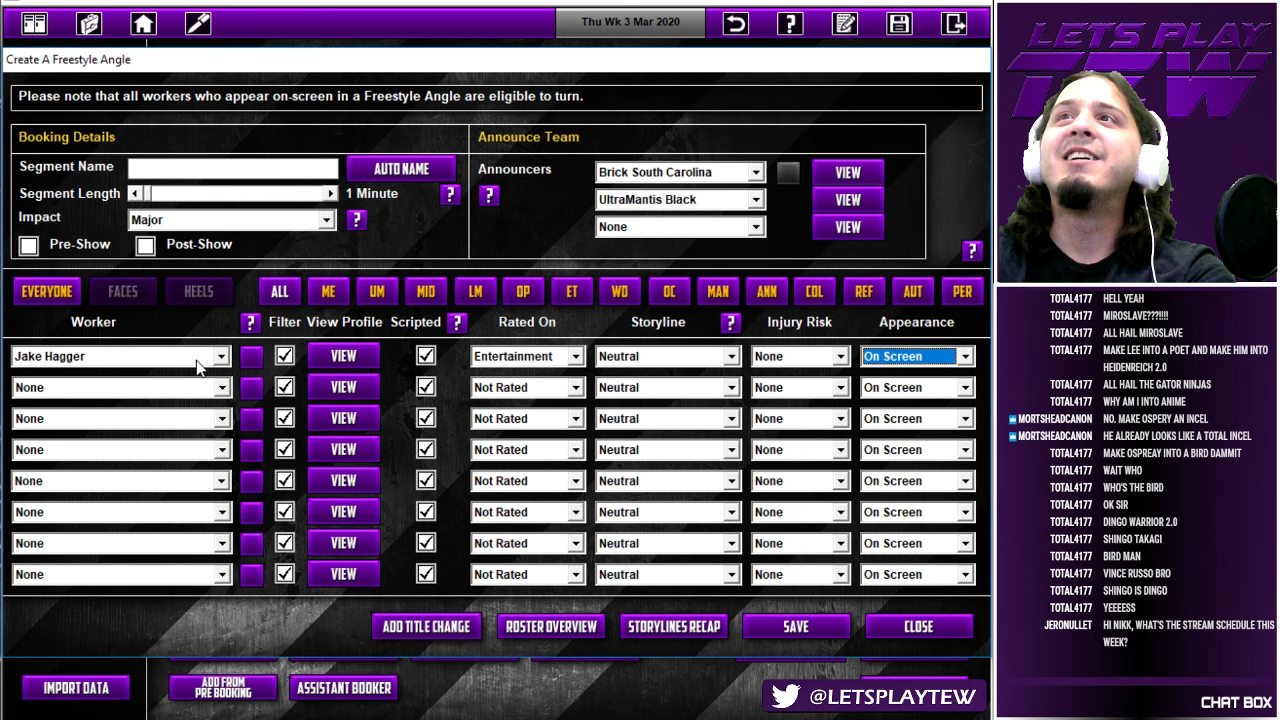 Thu Wk 3 Mar 2020
Create A Freestyle Angle
Please note that all workers who appear on-screen in a Freestyle Angle are eligible to turn.
Booking Details
Segment Name
AUTO NAME
Segment Length
1 Minute
?
Impact
Major
?
Pre-Show
Post-Show
Announce Team
Announcers
?
Brick South Carolina
VIEW
UltraMantis Black
VIEW
None
VIEW
?
EVERYONE FACES HEELS ALL ME UM MID LM OP ET WO OC MAN ANN COL REF AUT PER
Worker ? Filter View Profile Scripted ? Rated On Storyline ? Injury Risk Appearance
Jake Hagger VIEW Entertainment Neutral None On Screen
None VIEW Not Rated Neutral None On Screen
None VIEW Not Rated Neutral None On Screen
None VIEW Not Rated Neutral None On Screen
None VIEW Not Rated Neutral None On Screen
None VIEW Not Rated Neutral None On Screen
None VIEW Not Rated Neutral None On Screen
None VIEW Not Rated Neutral None On Screen
ADD TITLE CHANGE ROSTER OVERVIEW STORYLINES RECAP SAVE CLOSE
IMPORT DATA
ADD FROM
PRE BOOKING
ASSISTANT BOOKER
@LETSPLAYTEW
LETS PLAY
TEW
TOTAL4177 HELL YEAH
TOTAL4177 MIROSLAVE???!!!!
TOTAL4177 ALL HAIL MIROSLAVE
TOTAL4177 MAKE LEE INTO A POET AND MAKE HIM INTO
HEIDENREICH 2.0
TOTAL4177 ALL HAIL THE GATOR NINJAS
TOTAL4177 WHY AM I INTO ANIME
MORTSHEADCANON NO. MAKE OSPERY AN INCEL
MORTSHEADCANON HE ALREADY LOOKS LIKE A TOTAL INCEL
TOTAL4177 MAKE OSPREAY INTO A BIRD DAMMIT
TOTAL4177 WAIT WHO
TOTAL4177 WHO'S THE BIRD
TOTAL4177 OK SIR
TOTAL4177 DINGO WARRIOR 2.0
TOTAL4177 SHINGO TAKAGI
TOTAL4177 BIRD MAN
TOTAL4177 VINCE RUSSO BRO
TOTAL4177 SHINGO IS DINGO
TOTAL4177 YEEEESS
JERONULLET HI NIKK, WHAT'S THE STREAM SCHEDULE THIS
WEEK?
CHAT BOX